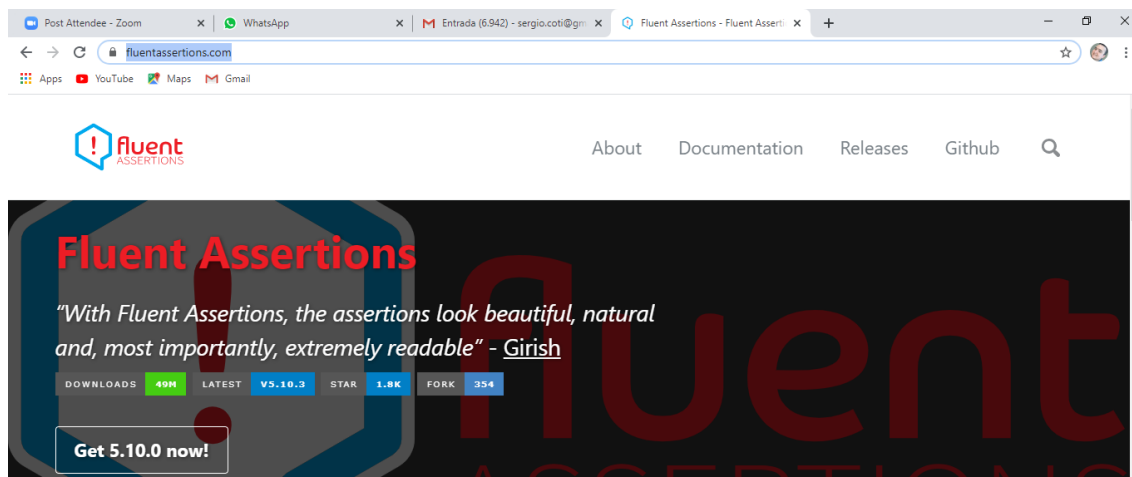 Post Attendee - Zoom WhatsApp Entrada (6.942) - sergio.coti@gm Fluent Assertions - Fluent Asserti
fluentassertions.com
Apps YouTube Maps Gmail
fluent
ASSERTIONS
About Documentation Releases Github
Fluent Assertions
“With Fluent Assertions, the assertions look beautiful, natural
and, most importantly, extremely readable” - Girish
DOWNLOADS 49M LATEST V5.10.3 STAR 1.8K FORK 354
Get 5.10.0 now!
fluent
ASSERTIONS